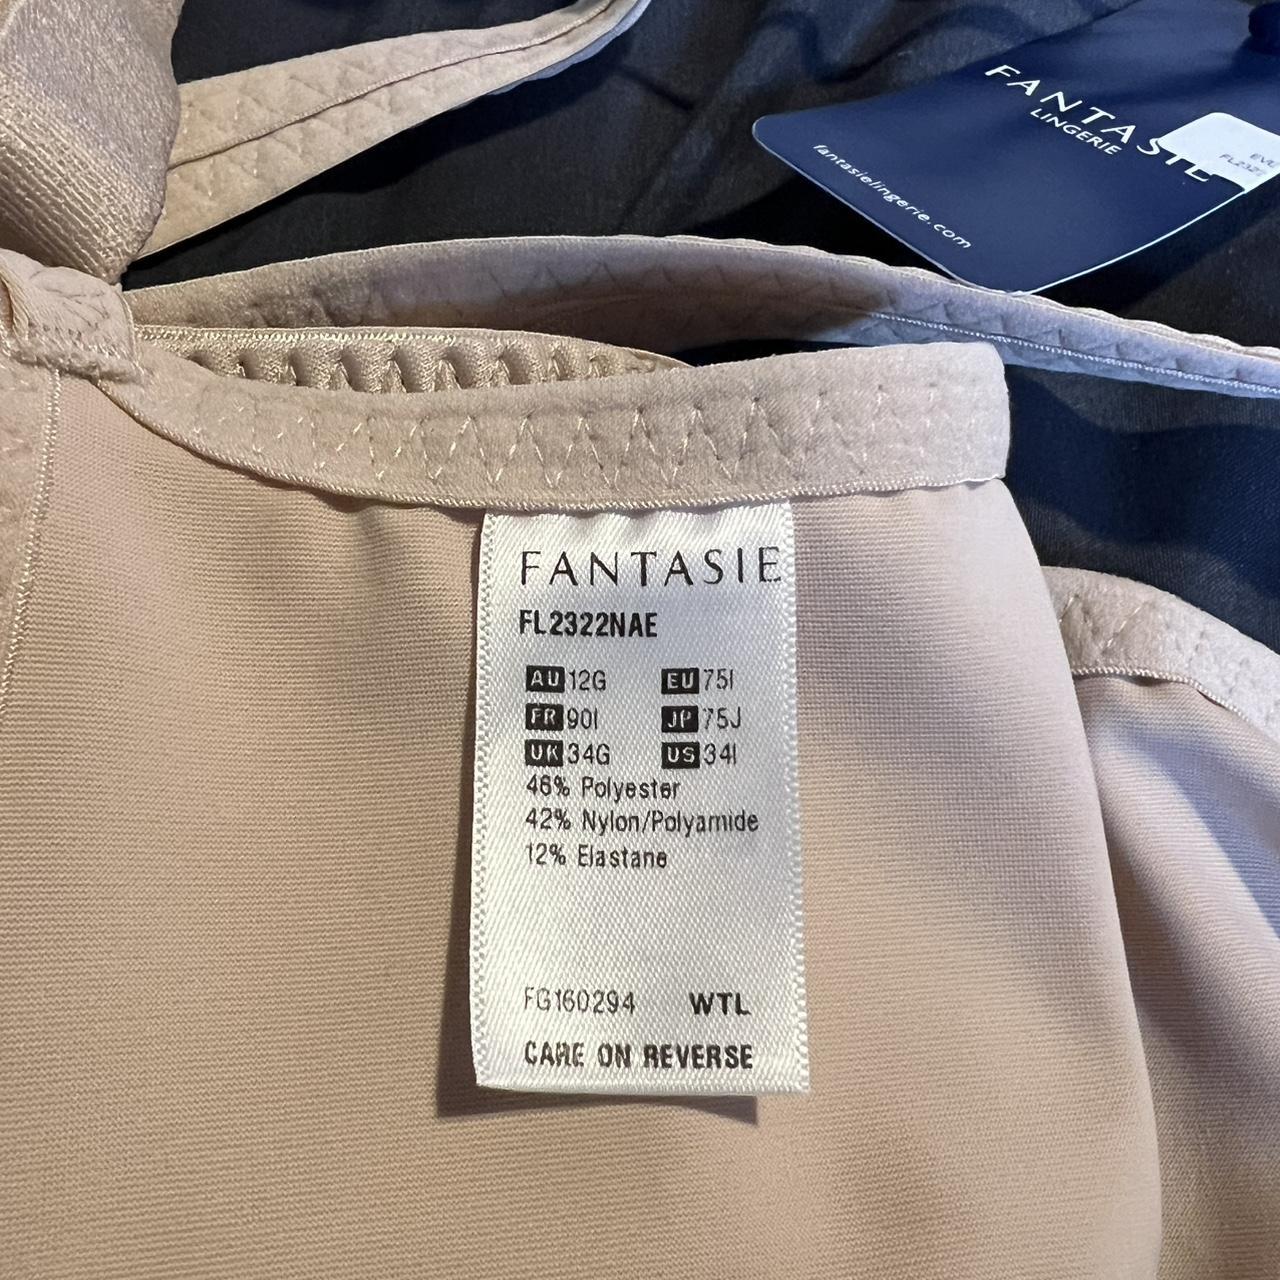 FANTASIE
LINGERIE
fantasielingerie.com
FANTASIE
FL2322NAE
AU 12G EU 75I
FR 90I JP 75J
UK 34G US 34I
46% Polyester
42% Nylon/Polyamide
12% Elastane
FG160294 WTL
CARE ON REVERSE